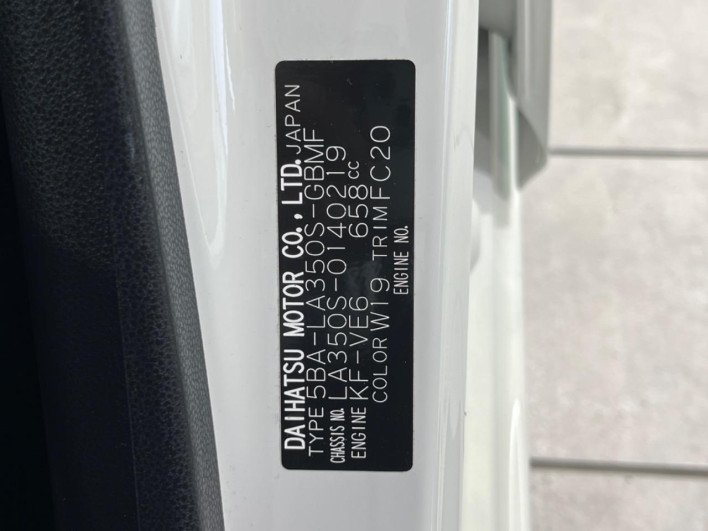 DAIHATSU MOTOR CO., LTD. JAPAN
TYPE 5BA-LA350S-GBMF
CHASSIS NO. LA350S-0140219
ENGINE KF-VE6 658cc
COLOR W19 TRIM FC20
ENGINE NO.